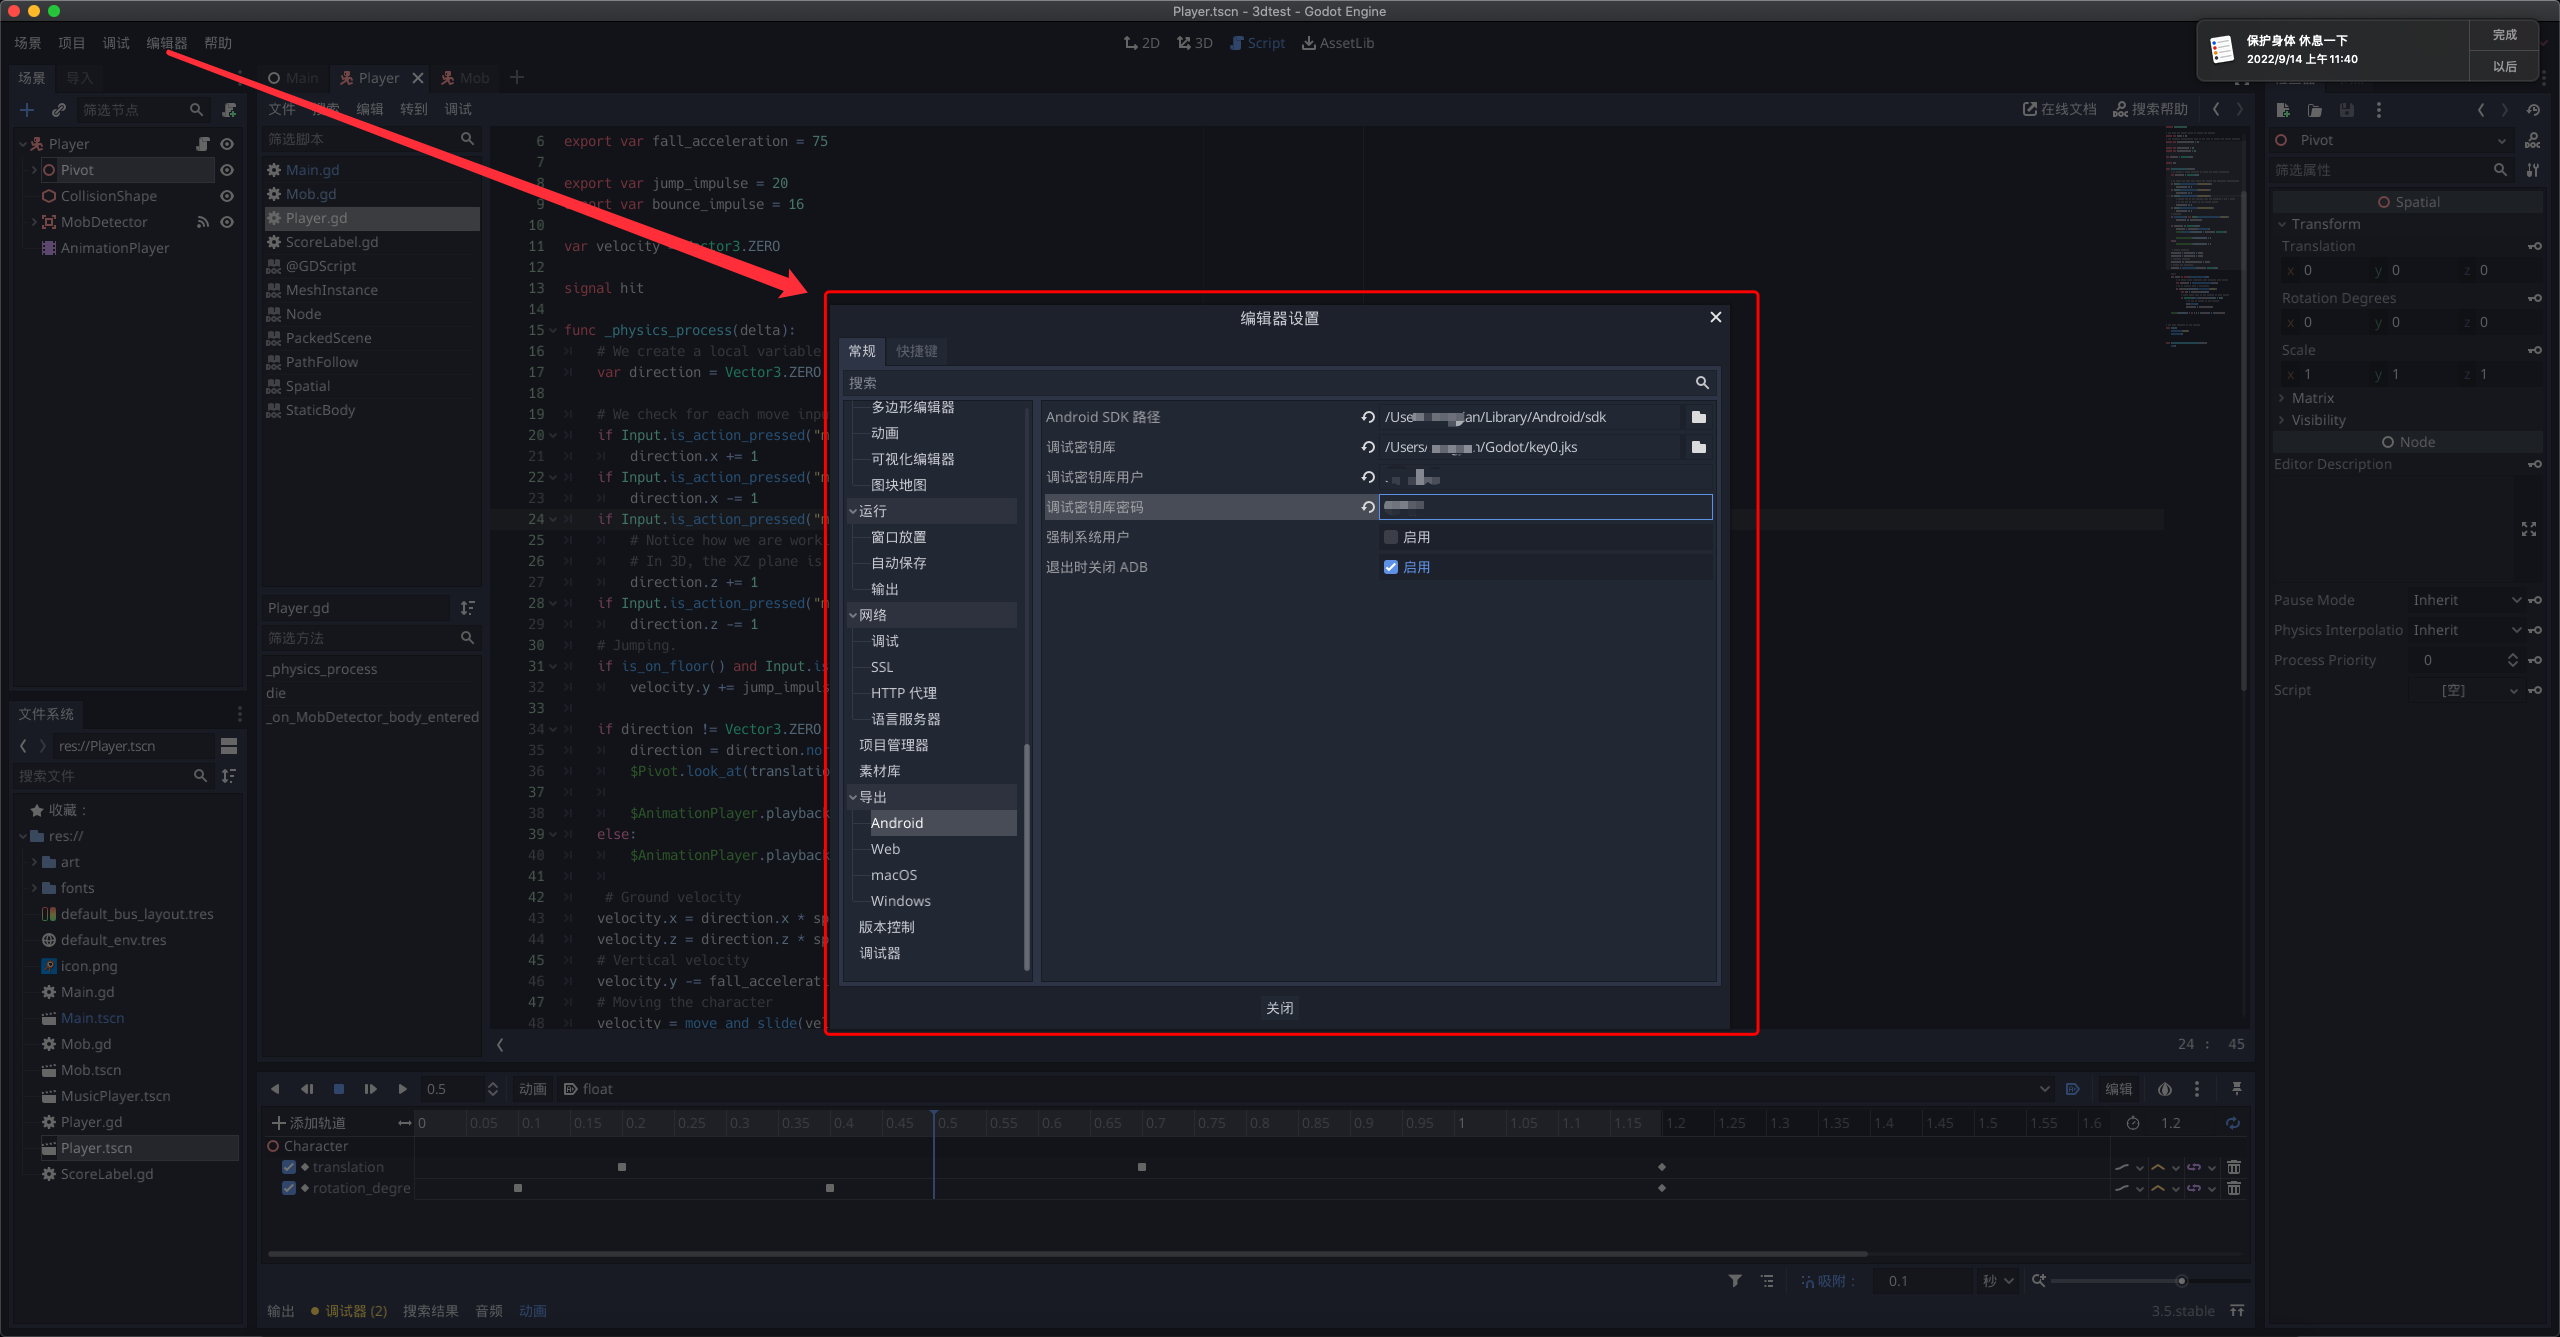 Player.tscn - 3dtest - Godot Engine
场景 项目 调试 编辑器 帮助
2D 3D Script AssetLib
保护身体 休息一下
2022/9/14 上午11:40
完成
以后
场景 导入
Main Player Mob
筛选节点
文件 搜索 编辑 转到 调试
在线文档 搜索帮助
Player
Pivot
CollisionShape
MobDetector
AnimationPlayer
筛选脚本
Main.gd
Mob.gd
Player.gd
ScoreLabel.gd
@GDScript
MeshInstance
Node
PackedScene
PathFollow
Spatial
StaticBody
Player.gd
筛选方法
_physics_process
die
_on_MobDetector_body_entered
6 export var fall_acceleration = 75
7
8 export var jump_impulse = 20
9 export var bounce_impulse = 16
10
11 var velocity = Vector3.ZERO
12
13 signal hit
14
15 func _physics_process(delta):
16 # We create a local variable
17 var direction = Vector3.ZERO
18
19 # We check for each move inpu
20 if Input.is_action_pressed("m
21 direction.x += 1
22 if Input.is_action_pressed("m
23 direction.x -= 1
24 if Input.is_action_pressed("m
25 # Notice how we are work
26 # In 3D, the XZ plane is
27 direction.z += 1
28 if Input.is_action_pressed("m
29 direction.z -= 1
30 # Jumping.
31 if is_on_floor() and Input.is
32 velocity.y += jump_impuls
33
34 if direction != Vector3.ZERO
35 direction = direction.nor
36 $Pivot.look_at(translatio
37
38 $AnimationPlayer.playback
39 else:
40 $AnimationPlayer.playback
41
42 # Ground velocity
43 velocity.x = direction.x * sp
44 velocity.z = direction.z * sp
45 # Vertical velocity
46 velocity.y -= fall_accelerati
47 # Moving the character
48 velocity = move_and_slide(vel
24 : 45
编辑器设置
常规 快捷键
搜索
多边形编辑器
动画
可视化编辑器
图块地图
运行
窗口放置
自动保存
输出
网络
调试
SSL
HTTP 代理
语言服务器
项目管理器
素材库
导出
Android
Web
macOS
Windows
版本控制
调试器
Android SDK 路径 /Use an/Library/Android/sdk
调试密钥库 /Users/ /Godot/key0.jks
调试密钥库用户
调试密钥库密码
强制系统用户 启用
退出时关闭 ADB 启用
关闭
文件系统
res://Player.tscn
搜索文件
收藏：
res://
art
fonts
default_bus_layout.tres
default_env.tres
icon.png
Main.gd
Main.tscn
Mob.gd
Mob.tscn
MusicPlayer.tscn
Player.gd
Player.tscn
ScoreLabel.gd
Pivot
筛选属性
Spatial
Transform
Translation
x 0 y 0 z 0
Rotation Degrees
x 0 y 0 z 0
Scale
x 1 y 1 z 1
Matrix
Visibility
Node
Editor Description
Pause Mode Inherit
Physics Interpolatio Inherit
Process Priority 0
Script [空]
0.5 动画 float 编辑
添加轨道 0 0.05 0.1 0.15 0.2 0.25 0.3 0.35 0.4 0.45 0.5 0.55 0.6 0.65 0.7 0.75 0.8 0.85 0.9 0.95 1 1.05 1.1 1.15 1.2 1.25 1.3 1.35 1.4 1.45 1.5 1.55 1.6 1.2
Character
translation
rotation_degre
吸附： 0.1 秒
输出 调试器 (2) 搜索结果 音频 动画
3.5.stable